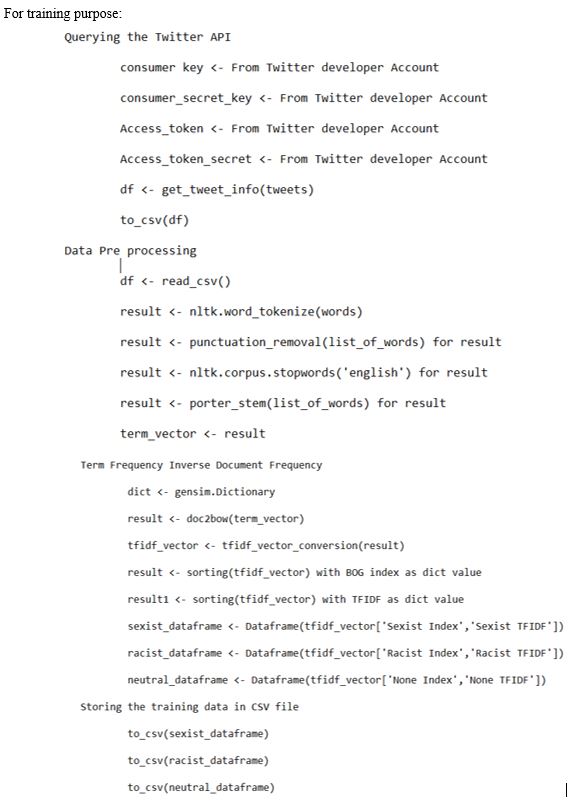 For training purpose:
Querying the Twitter API
consumer key <- From Twitter developer Account
consumer_secret_key <- From Twitter developer Account
Access_token <- From Twitter developer Account
Access_token_secret <- From Twitter developer Account
df <- get_tweet_info(tweets)
to_csv(df)
Data Pre processing
df <- read_csv()
result <- nltk.word_tokenize(words)
result <- punctuation_removal(list_of_words) for result
result <- nltk.corpus.stopwords('english') for result
result <- porter_stem(list_of_words) for result
term_vector <- result
Term Frequency Inverse Document Frequency
dict <- gensim.Dictionary
result <- doc2bow(term_vector)
tfidf_vector <- tfidf_vector_conversion(result)
result <- sorting(tfidf_vector) with BOG index as dict value
result1 <- sorting(tfidf_vector) with TFIDF as dict value
sexist_dataframe <- Dataframe(tfidf_vector['Sexist Index','Sexist TFIDF'])
racist_dataframe <- Dataframe(tfidf_vector['Racist Index','Racist TFIDF'])
neutral_dataframe <- Dataframe(tfidf_vector['None Index','None TFIDF'])
Storing the training data in CSV file
to_csv(sexist_dataframe)
to_csv(racist_dataframe)
to_csv(neutral_dataframe)